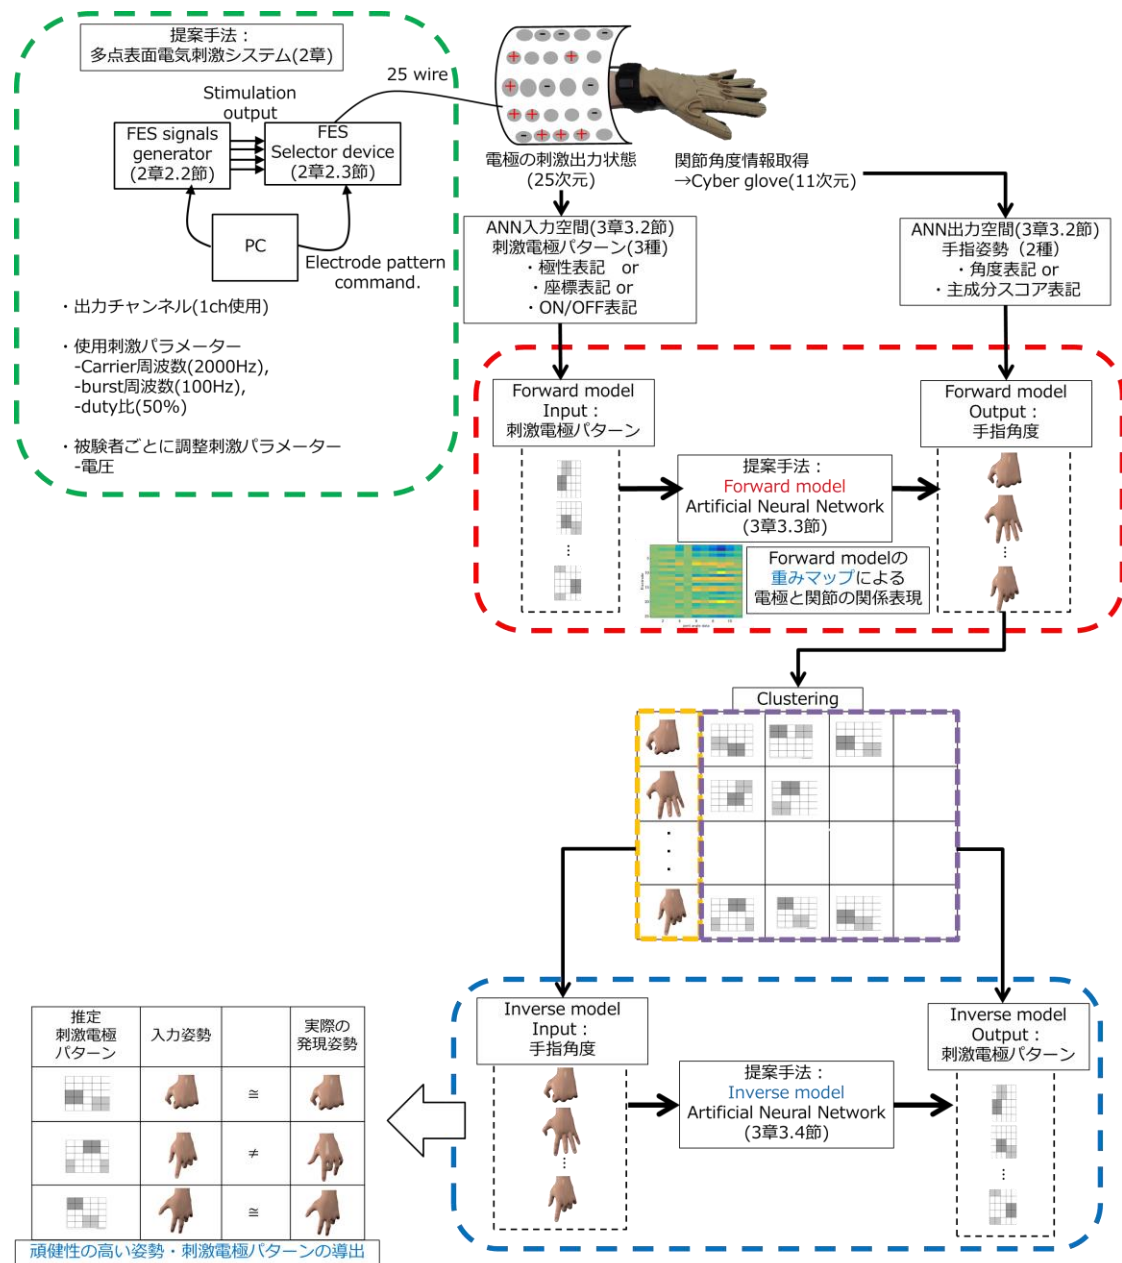 提案手法：
多点表面電気刺激システム(2章)
25 wire
Stimulation
output
FES signals
generator
(2章2.2節)
FES
Selector device
(2章2.3節)
PC
Electrode pattern
command.
・出力チャンネル(1ch使用)
・使用刺激パラメーター
-Carrier周波数(2000Hz),
-burst周波数(100Hz),
-duty比(50%)
・被験者ごとに調整刺激パラメーター
-電圧
電極の刺激出力状態
(25次元)
関節角度情報取得
→Cyber glove(11次元)
ANN入力空間(3章3.2節)
刺激電極パターン(3種)
・極性表記 or
・座標表記 or
・ON/OFF表記
ANN出力空間(3章3.2節)
手指姿勢（2種）
・角度表記 or
・主成分スコア表記
Forward model
Input：
刺激電極パターン
提案手法：
Forward model
Artificial Neural Network
(3章3.3節)
Forward model
Output：
手指角度
Forward modelの
重みマップによる
電極と関節の関係表現
Clustering
Inverse model
Input：
手指角度
提案手法：
Inverse model
Artificial Neural Network
(3章3.4節)
Inverse model
Output：
刺激電極パターン
推定
刺激電極
パターン
入力姿勢
実際の
発現姿勢
≅
≠
≅
頑健性の高い姿勢・刺激電極パターンの導出